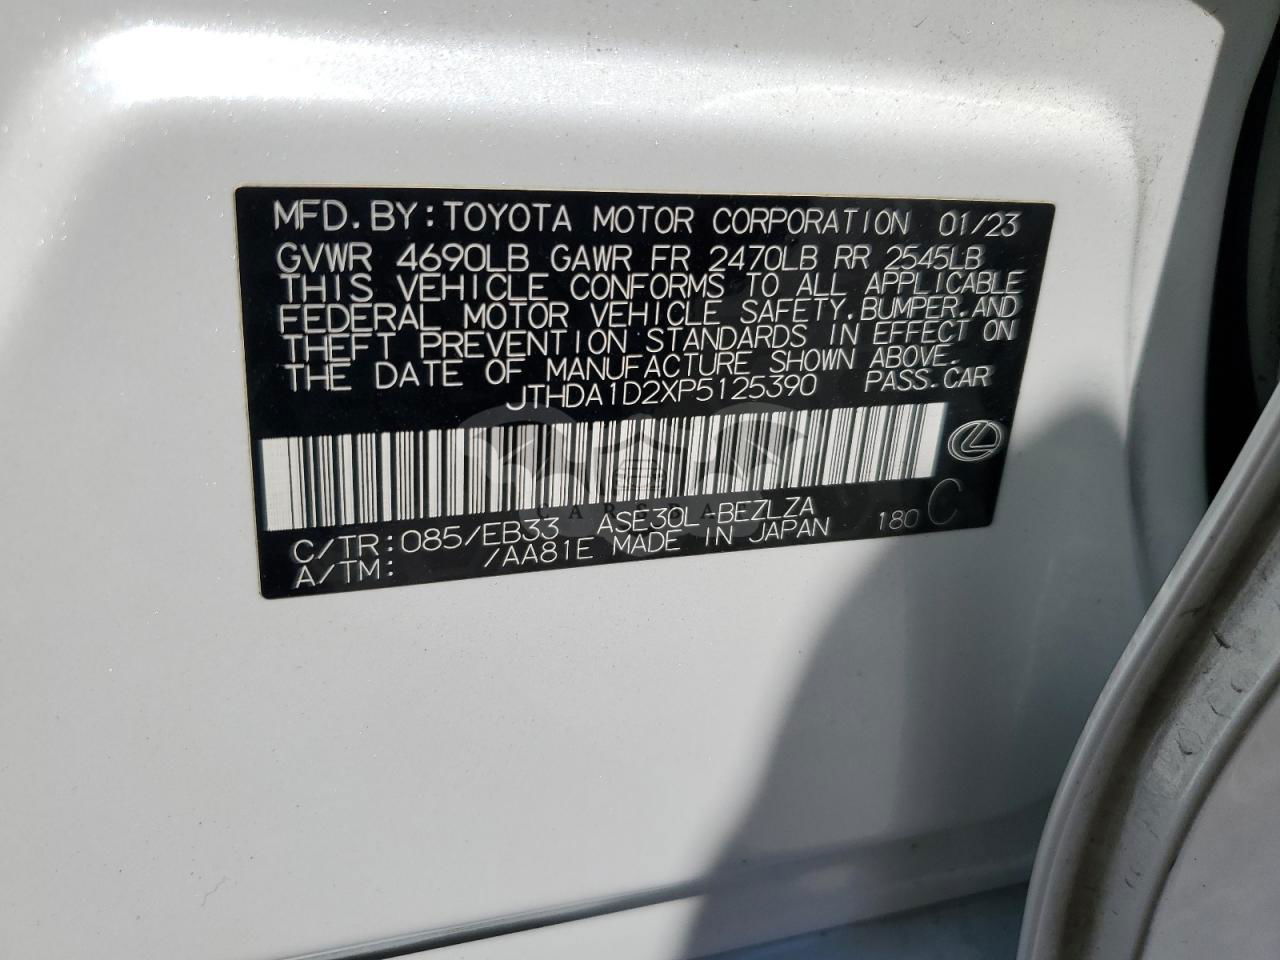 MFD.BY:TOYOTA MOTOR CORPORATION 01/23
GVWR 4690LB GAWR FR 2470LB RR 2545LB
THIS VEHICLE CONFORMS TO ALL APPLICABLE
FEDERAL MOTOR VEHICLE SAFETY,BUMPER,AND
THEFT PREVENTION STANDARDS IN EFFECT ON
THE DATE OF MANUFACTURE SHOWN ABOVE.
JTHDA1D2XP5125390 PASS.CAR
C/TR:085/EB33 ASE30L-BEZLZA 180 C
A/TM: /AA81E MADE IN JAPAN